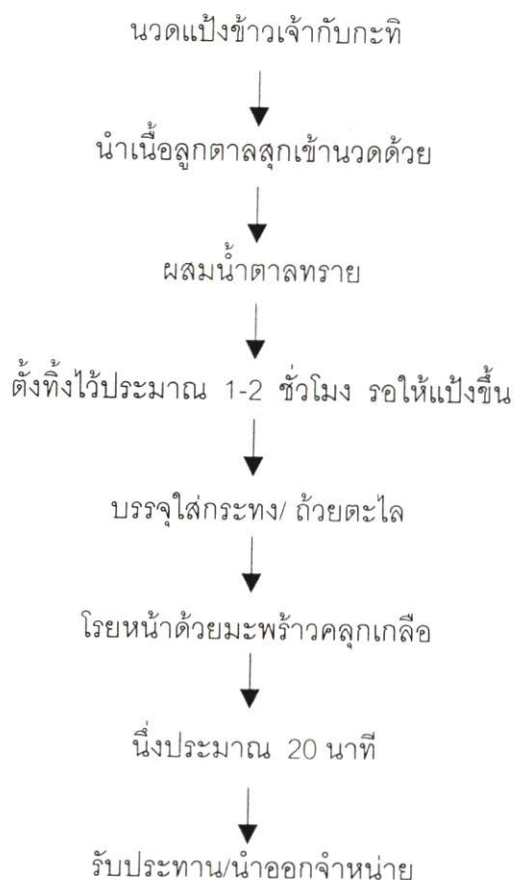 นวดแป้งข้าวเจ้ากับกะทิ
นำเนื้อลูกตาลสุกเข้านวดด้วย
ผสมน้ำตาลทราย
ตั้งทิ้งไว้ประมาณ 1-2 ชั่วโมง รอให้แป้งขึ้น
บรรจุใส่กระทง/ ถ้วยตะไล
โรยหน้าด้วยมะพร้าวคลุกเกลือ
นึ่งประมาณ 20 นาที
รับประทาน/นำออกจำหน่าย